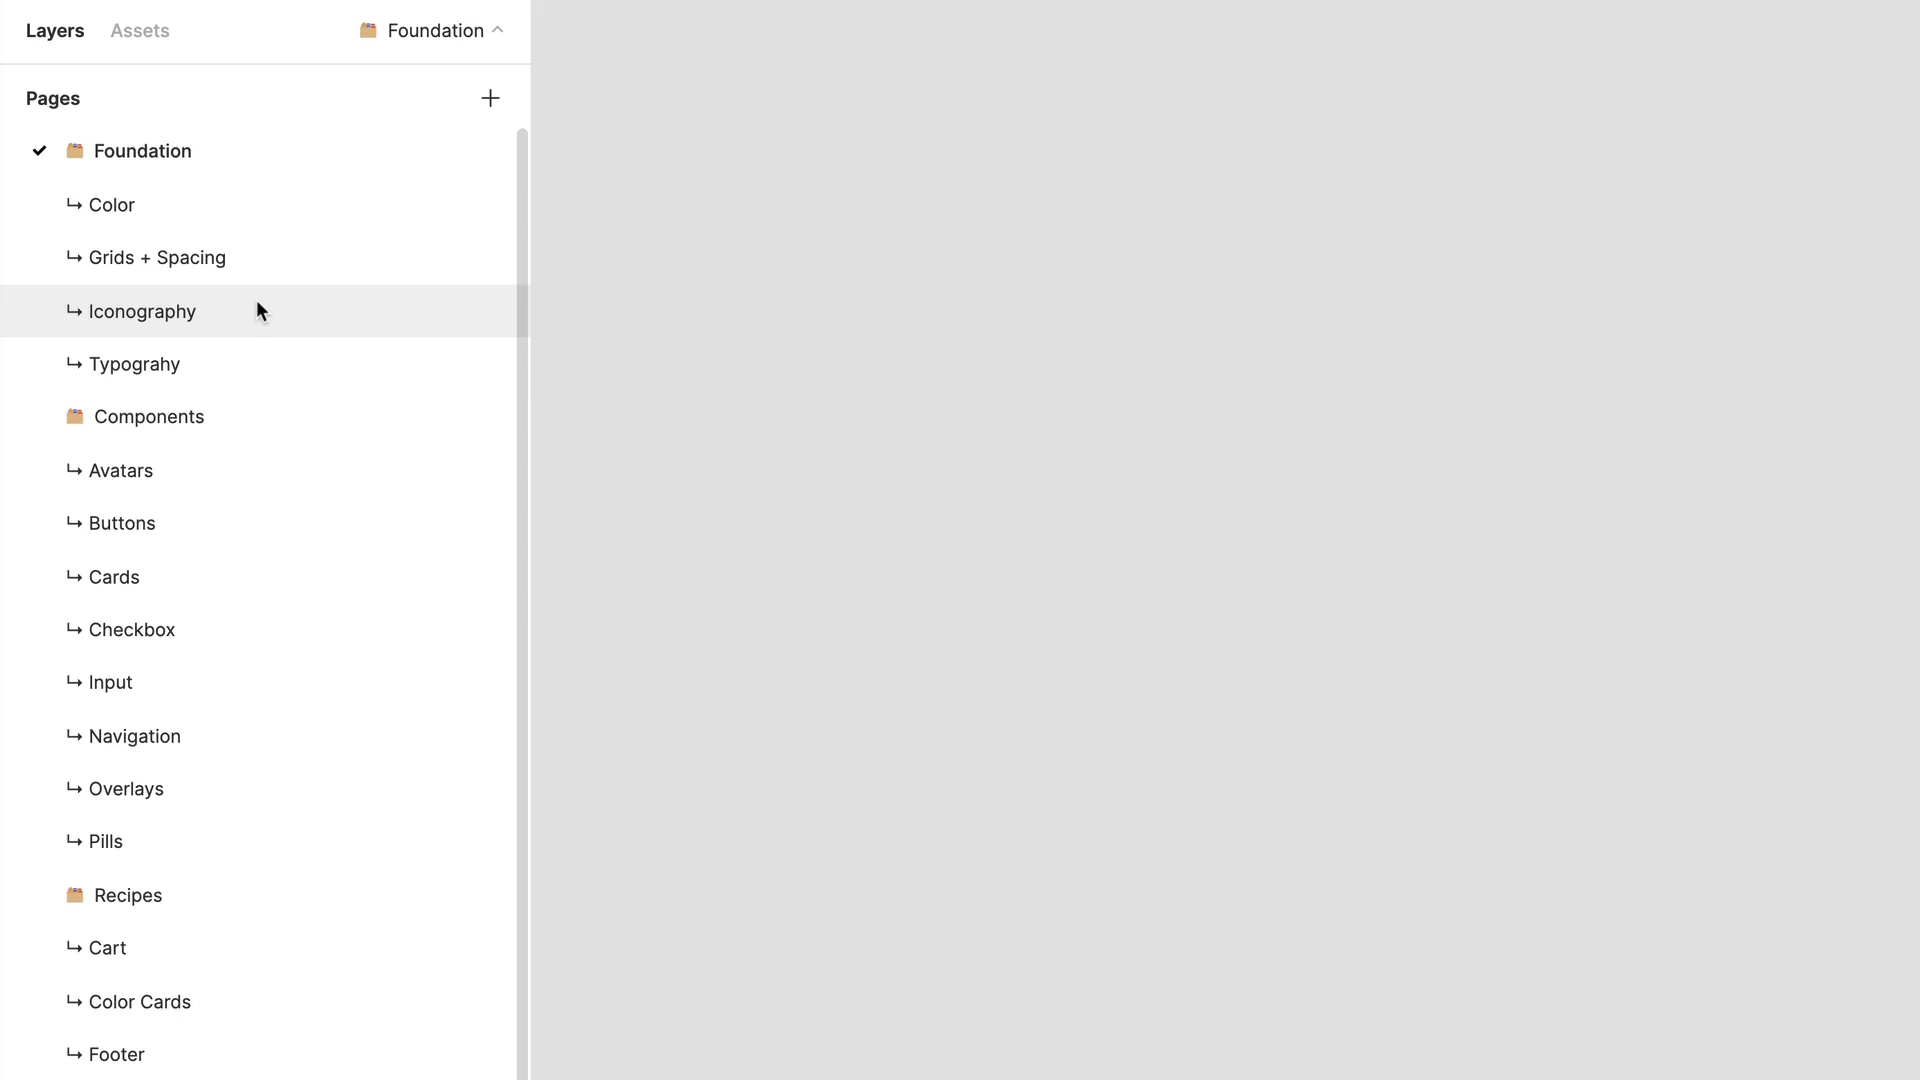 Layers Assets Foundation
Pages
Foundation
↳ Color
↳ Grids + Spacing
↳ Iconography
↳ Typograhy
Components
↳ Avatars
↳ Buttons
↳ Cards
↳ Checkbox
↳ Input
↳ Navigation
↳ Overlays
↳ Pills
Recipes
↳ Cart
↳ Color Cards
↳ Footer